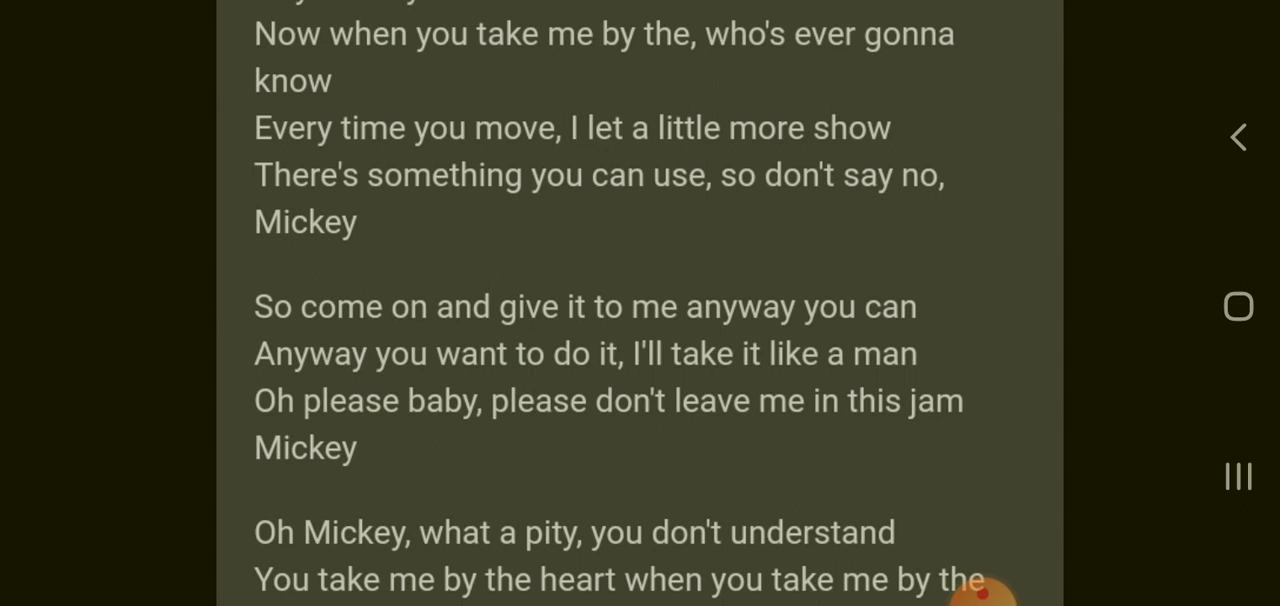 Now when you take me by the, who's ever gonna
know
Every time you move, I let a little more show
There's something you can use, so don't say no,
Mickey
So come on and give it to me anyway you can
Anyway you want to do it, I'll take it like a man
Oh please baby, please don't leave me in this jam
Mickey
Oh Mickey, what a pity, you don't understand
You take me by the heart when you take me by the